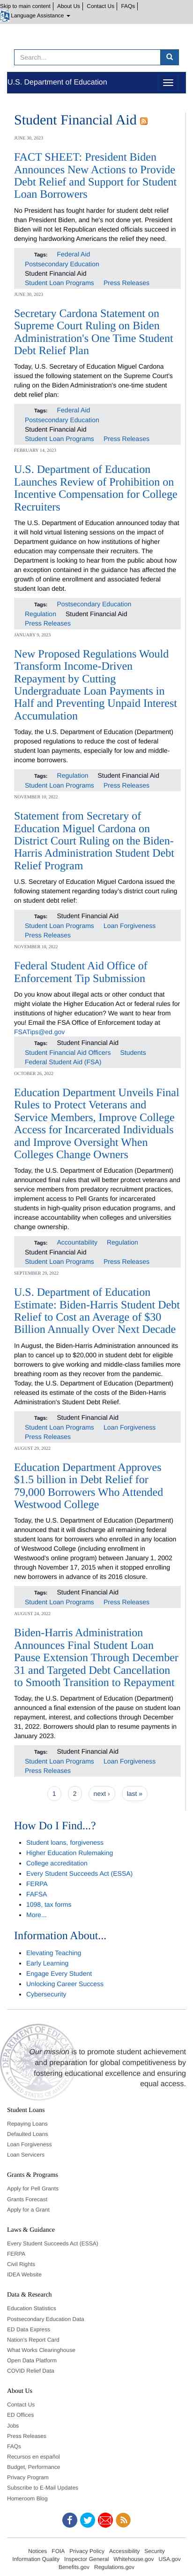 Skip to main content | About Us | Contact Us | FAQs |
Language Assistance
Search...
U.S. Department of Education
Student Financial Aid
JUNE 30, 2023
FACT SHEET: President Biden
Announces New Actions to Provide
Debt Relief and Support for Student
Loan Borrowers
No President has fought harder for student debt relief
than President Biden, and he's not done yet. President
Biden will not let Republican elected officials succeed in
denying hardworking Americans the relief they need.
Tags: Federal Aid
Postsecondary Education
Student Financial Aid
Student Loan Programs Press Releases
JUNE 30, 2023
Secretary Cardona Statement on
Supreme Court Ruling on Biden
Administration's One Time Student
Debt Relief Plan
Today, U.S. Secretary of Education Miguel Cardona
issued the following statement on the Supreme Court's
ruling on the Biden Administration's one-time student
debt relief plan:
Tags: Federal Aid
Postsecondary Education
Student Financial Aid
Student Loan Programs Press Releases
FEBRUARY 14, 2023
U.S. Department of Education
Launches Review of Prohibition on
Incentive Compensation for College
Recruiters
The U.S. Department of Education announced today that
it will hold virtual listening sessions on the impact of
Department guidance on how colleges compensate
recruiters and how implementation of that guidance has
affected online higher education offerings. The
Department is looking to learn more about the impact of
an exception contained in the guidance has affected the
growth in spending on online programs and associated
student loan debt.
Tags: Postsecondary Education
Regulation Student Financial Aid
Press Releases
JANUARY 9, 2023
New Proposed Regulations Would
Transform Income-Driven
Repayment by Cutting
Undergraduate Loan Payments in
Half and Preventing Unpaid Interest
Accumulation
Today, the U.S. Department of Education (Department)
proposed regulations to reduce the cost of federal
student loan payments, especially for low and middle-
income borrowers.
Tags: Regulation Student Financial Aid
Student Loan Programs Press Releases
NOVEMBER 10, 2022
Statement from Secretary of
Education Miguel Cardona on
District Court Ruling on the Biden-
Harris Administration Student Debt
Relief Program
U.S. Secretary of Education Miguel Cardona issued the
following statement on the district court ruling on student
debt relief:
Tags: Student Financial Aid
Student Loan Programs Loan Forgiveness
Press Releases
Federal Student Aid Office of
Enforcement Tip Submission
Do you know about illegal acts or other conduct that
might violate the Higher Education Act or federal rules in
your institution of higher education? We want to hear
from you! Email the FSA Office of Enforcement at
FSATips@ed.gov
Tags: Student Financial Aid
Student Financial Aid Officers Students
Federal Student Aid (FSA)
Education Department Unveils Final
Rules to Protect Veterans and
Service Members, Improve College
Access for Incarcerated Individuals
and Improve Oversight When
Colleges Change Owners
Today, the U.S. Department of Education (Department)
announced final rules that will better protect veterans and
service members from predatory recruitment practices,
implement expansion of Pell Grants for incarcerated
students in high quality prison education programs, and
increase accountability when colleges undergo a
change ownership.
Tags: Accountability Regulation
Student Financial Aid
Student Loan Programs Press Releases
SEPTEMBER 29, 2022
U.S. Department of Education
Estimate: Biden-Harris Student Debt
Relief to Cost an Average of $30
Billion Annually Over Next Decade
In August, the Biden-Harris Administration announced its
plan to cancel up to $20,000 in student loan debt for
eligible borrowers and up to $10,000 for all other eligible
borrowers. Today, the U.S. Department of Education
(Department) released the estimated cost of the Biden
Administration's Student Debt Relief.
Tags: Student Financial Aid
Student Loan Programs Loan Forgiveness
Press Releases
Education Department Approves
$1.5 billion in Debt Relief for
79,000 Borrowers Who Attended
Westwood College
Today, the U.S. Department of Education (Department)
announced that it will discharge all remaining federal
student loans borrowed to attend any location or campus
of Westwood College (including enrollment in
Westwood's online program) between January 1, 2002
through November 17, 2015 when it stopped enrolling
new borrowers in advance of its 2016 closure.
Tags: Student Financial Aid
Student Loan Programs Press Releases
AUGUST 24, 2022
Biden-Harris Administration
Announces Final Student Loan
Pause Extension Through December
31 and Targeted Debt Cancellation
to Smooth Transition to Repayment
Today, the U.S. Department of Education (Department)
announced a final extension of the pause on student loan
repayment, interest, and collections through December
31, 2022. Borrowers should plan to resume payments in
January 2023.
Tags: Student Financial Aid
Student Loan Programs Loan Forgiveness
Press Releases
1 2 next › last »
How Do I Find...?
Student loans, forgiveness
Higher Education Rulemaking
College accreditation
Every Student Succeeds Act (ESSA)
FERPA
FAFSA
1098, tax forms
More...
Information About...
Elevating Teaching
Early Learning
Engage Every Student
Unlocking Career Success
Cybersecurity
Our mission is to promote student achievement
and preparation for global competitiveness by
fostering educational excellence and ensuring
equal access.
Student Loans
Repaying Loans
Defaulted Loans
Loan Forgiveness
Loan Servicers
Grants & Programs
Apply for Pell Grants
Grants Forecast
Apply for a Grant
Laws & Guidance
Every Student Succeeds Act (ESSA)
FERPA
Civil Rights
IDEA Website
Data & Research
Education Statistics
Postsecondary Education Data
ED Data Express
Nation's Report Card
What Works Clearinghouse
Open Data Platform
COVID Relief Data
About Us
Contact Us
ED Offices
Jobs
Press Releases
FAQs
Recursos en español
Budget, Performance
Privacy Program
Subscribe to E-Mail Updates
Homeroom Blog
Notices FOIA Privacy Policy Accessibility Security
Information Quality Inspector General Whitehouse.gov USA.gov
Benefits.gov Regulations.gov